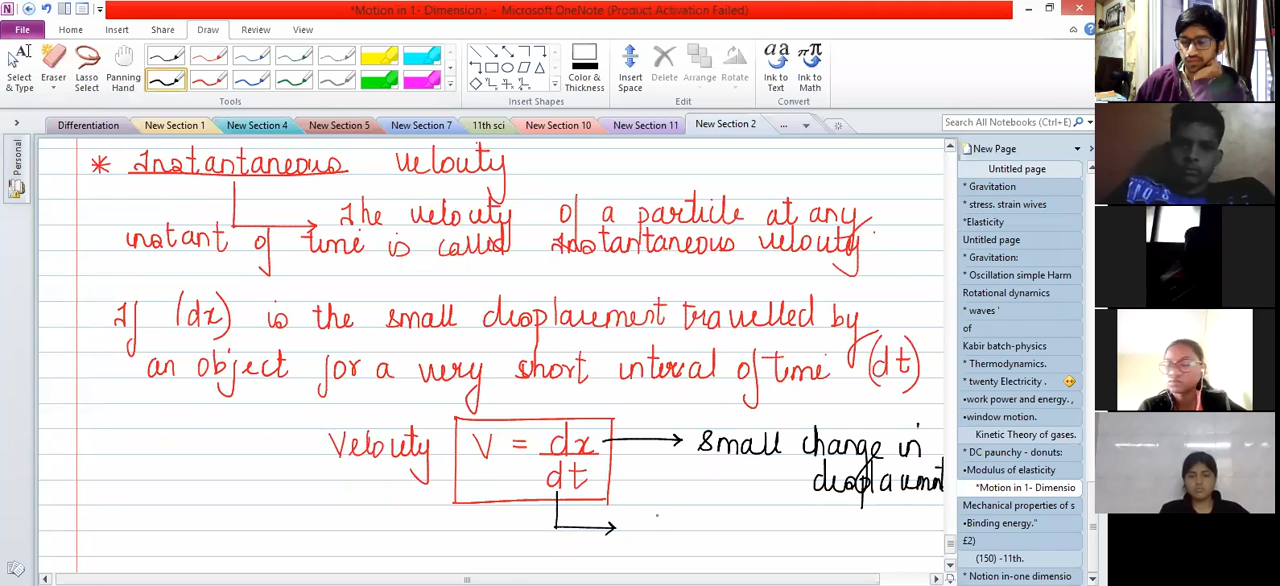 *Motion in 1- Dimension : - Microsoft OneNote (Product Activation Failed)
File Home Insert Share Draw Review View
Select & Type
Eraser
Lasso Select
Panning Hand
Color & Thickness
Insert Space
Delete
Arrange
Rotate
Ink to Text
Ink to Math
Tools
Insert Shapes
Edit
Convert
Differentiation New Section 1 New Section 4 New Section 5 New Section 7 11th sci New Section 10 New Section 11 New Section 2 ...
Search All Notebooks (Ctrl+E)
Personal
* Instantaneous velocity
The velocity of a particle at any
instant of time is called Instantaneous velocity.
If (dx) is the small displacement travelled by
an object for a very short interval of time (dt)
Velocity V = dx
dt
Small change in
displacement
New Page
Untitled page
* Gravitation
* stress. strain wives
*Elasticity
Untitled page
* Gravitation:
* Oscillation simple Harm
Rotational dynamics
* waves '
of
Kabir batch-physics
* Thermodynamics.
* twenty Electricity .
•work power and energy. ,
•window motion.
Kinetic Theory of gases.
* DC paunchy - donuts:
•Modulus of elasticity
*Motion in 1- Dimensio
Mechanical properties of s
•Binding energy."
£2)
(150) -11th.
* Notion in-one dimensio